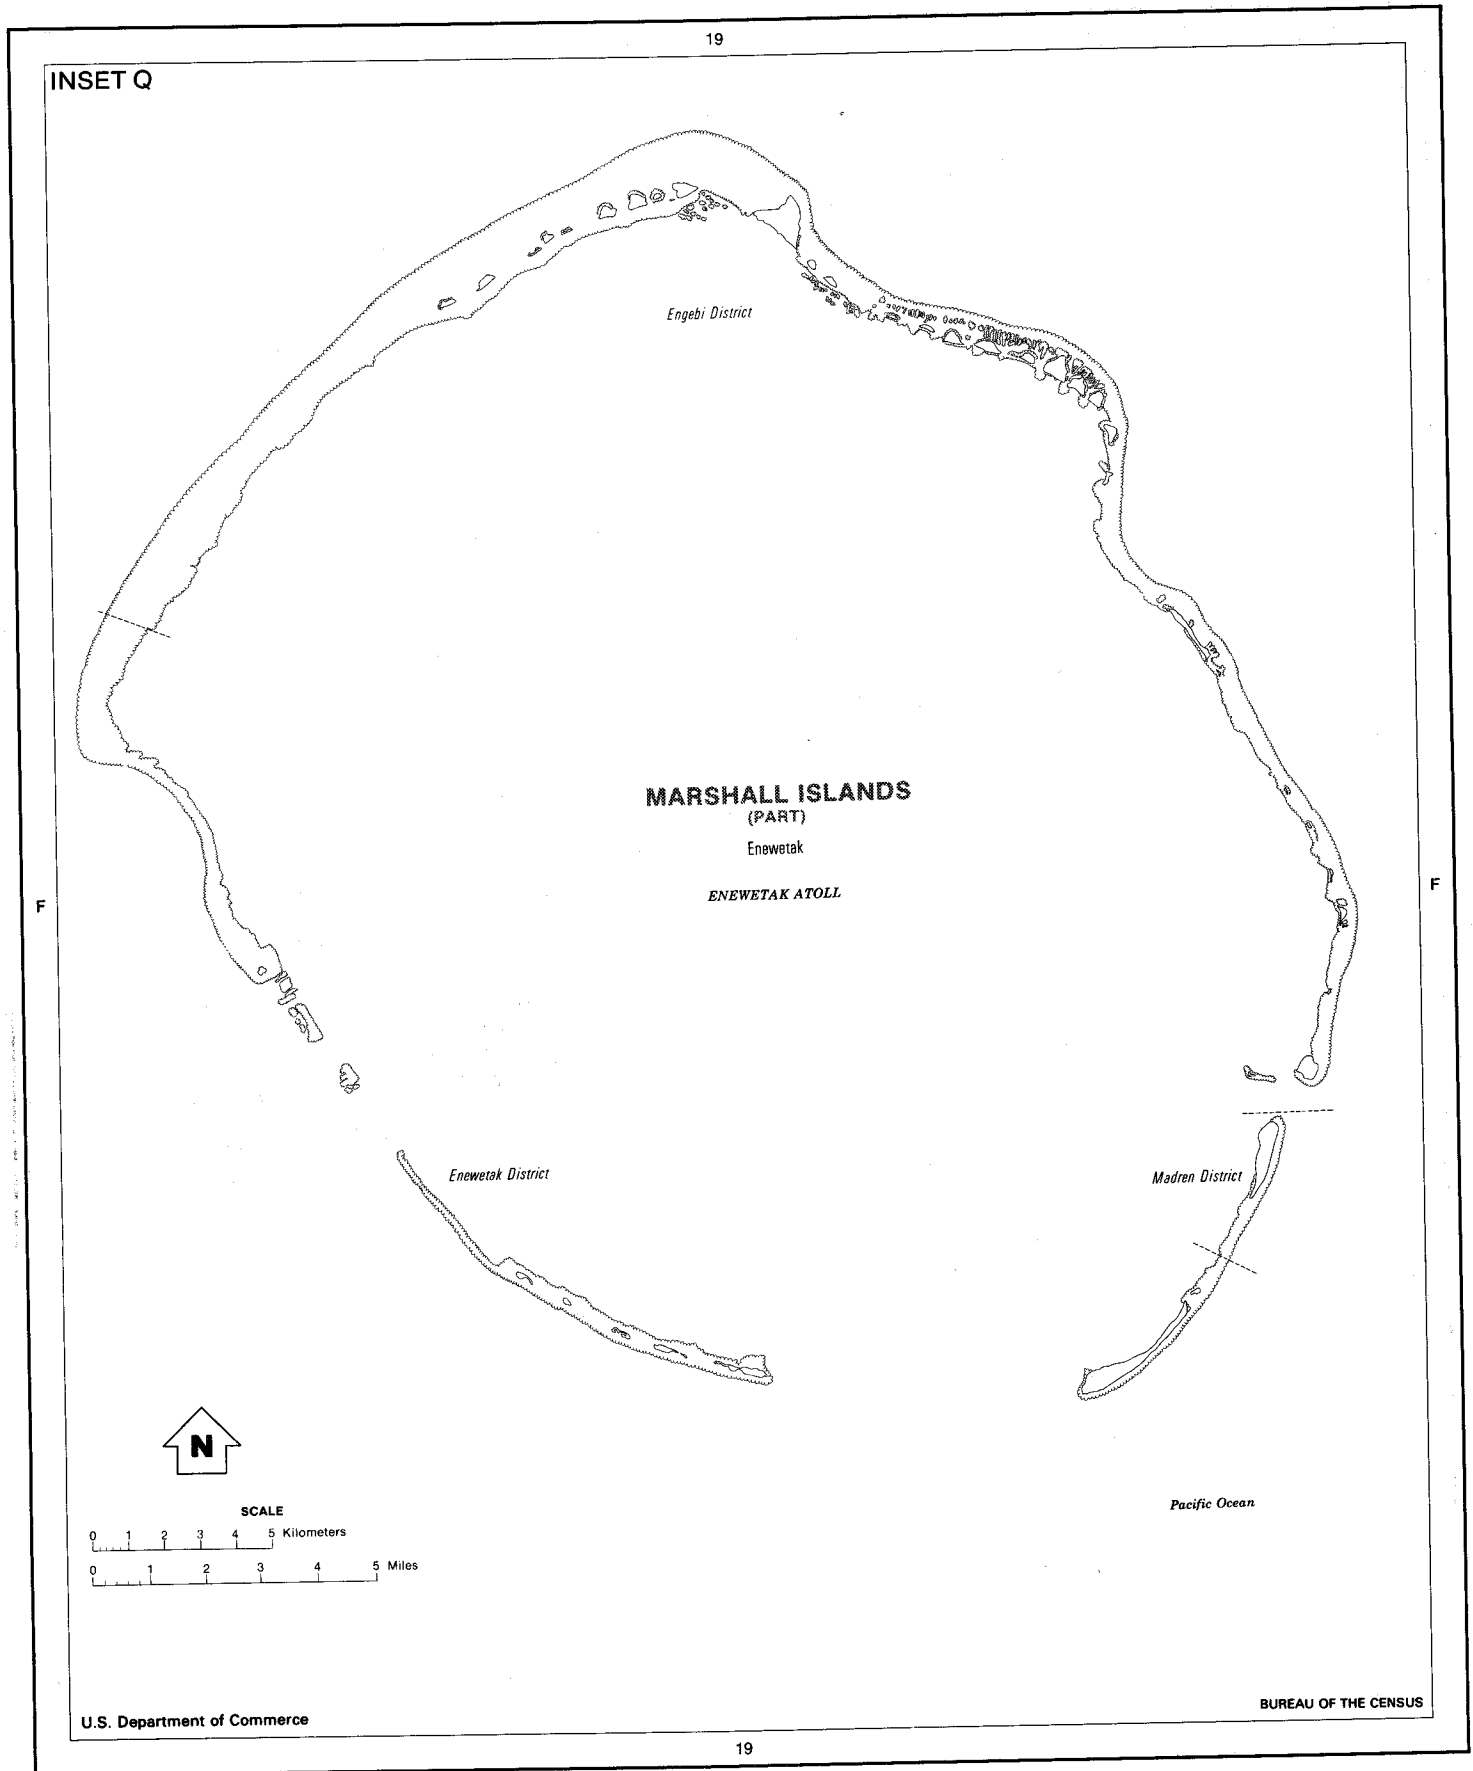 19
INSET Q
Engebi District
MARSHALL ISLANDS
(PART)
Enewetak
ENEWETAK ATOLL
F
F
Enewetak District
Madren District
N
Pacific Ocean
SCALE
0 1 2 3 4 5 Kilometers
0 1 2 3 4 5 Miles
BUREAU OF THE CENSUS
U.S. Department of Commerce
19